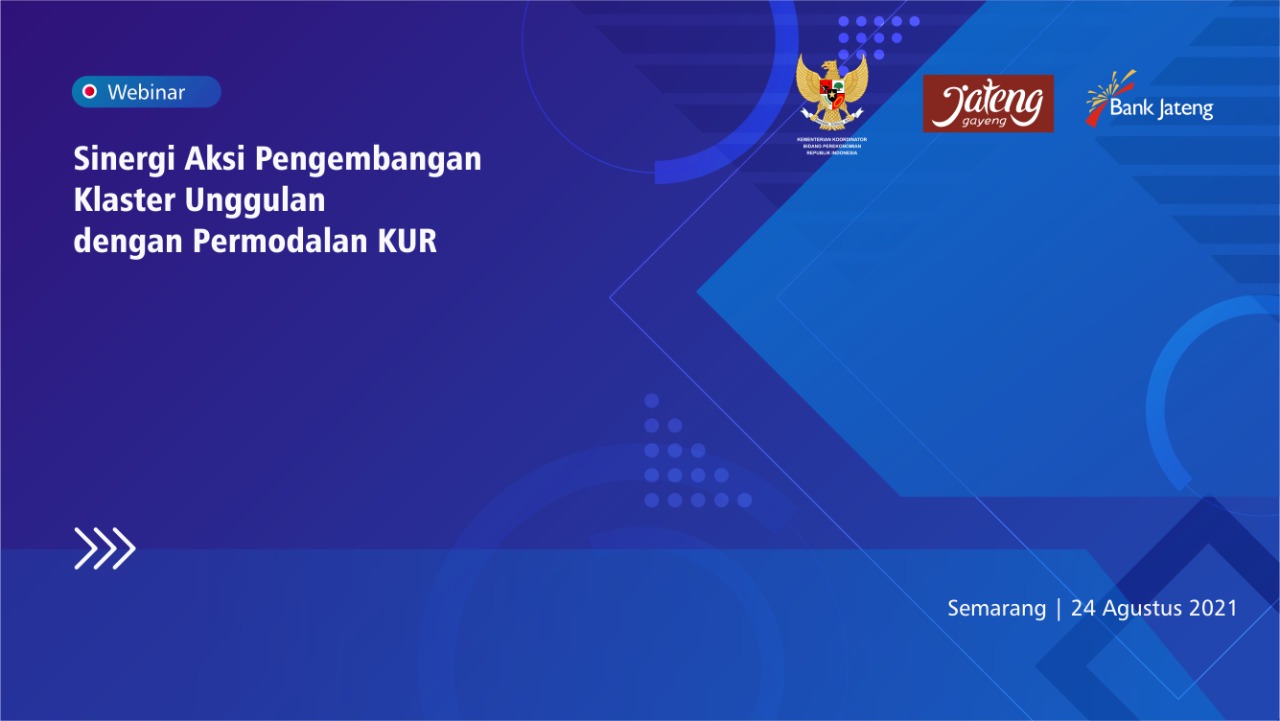 Webinar
Sinergi Aksi Pengembangan
Klaster Unggulan
dengan Permodalan KUR
KEMENTERIAN KOORDINATOR
BIDANG PEREKONOMIAN
REPUBLIK INDONESIA
Jateng
gayeng
Bank Jateng
Semarang | 24 Agustus 2021